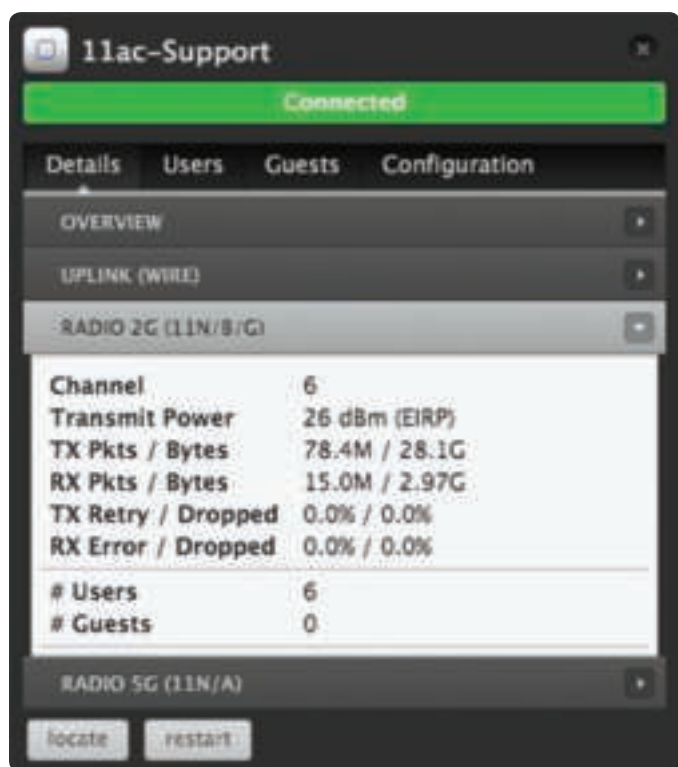 11ac-Support
Connected
Details Users Guests Configuration
OVERVIEW
UPLINK (WIRE)
RADIO 2G (11N/B/G)
Channel 6
Transmit Power 26 dBm (EIRP)
TX Pkts / Bytes 78.4M / 28.1G
RX Pkts / Bytes 15.0M / 2.97G
TX Retry / Dropped 0.0% / 0.0%
RX Error / Dropped 0.0% / 0.0%
# Users 6
# Guests 0
RADIO 5G (11N/A)
locate restart